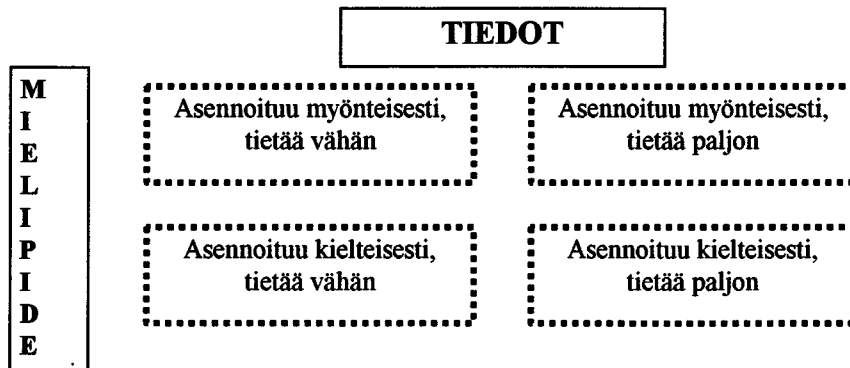 TIEDOT
M
I
E
L
I
P
I
D
E
Asennoituu myönteisesti,
tietää vähän
Asennoituu myönteisesti,
tietää paljon
Asennoituu kielteisesti,
tietää vähän
Asennoituu kielteisesti,
tietää paljon